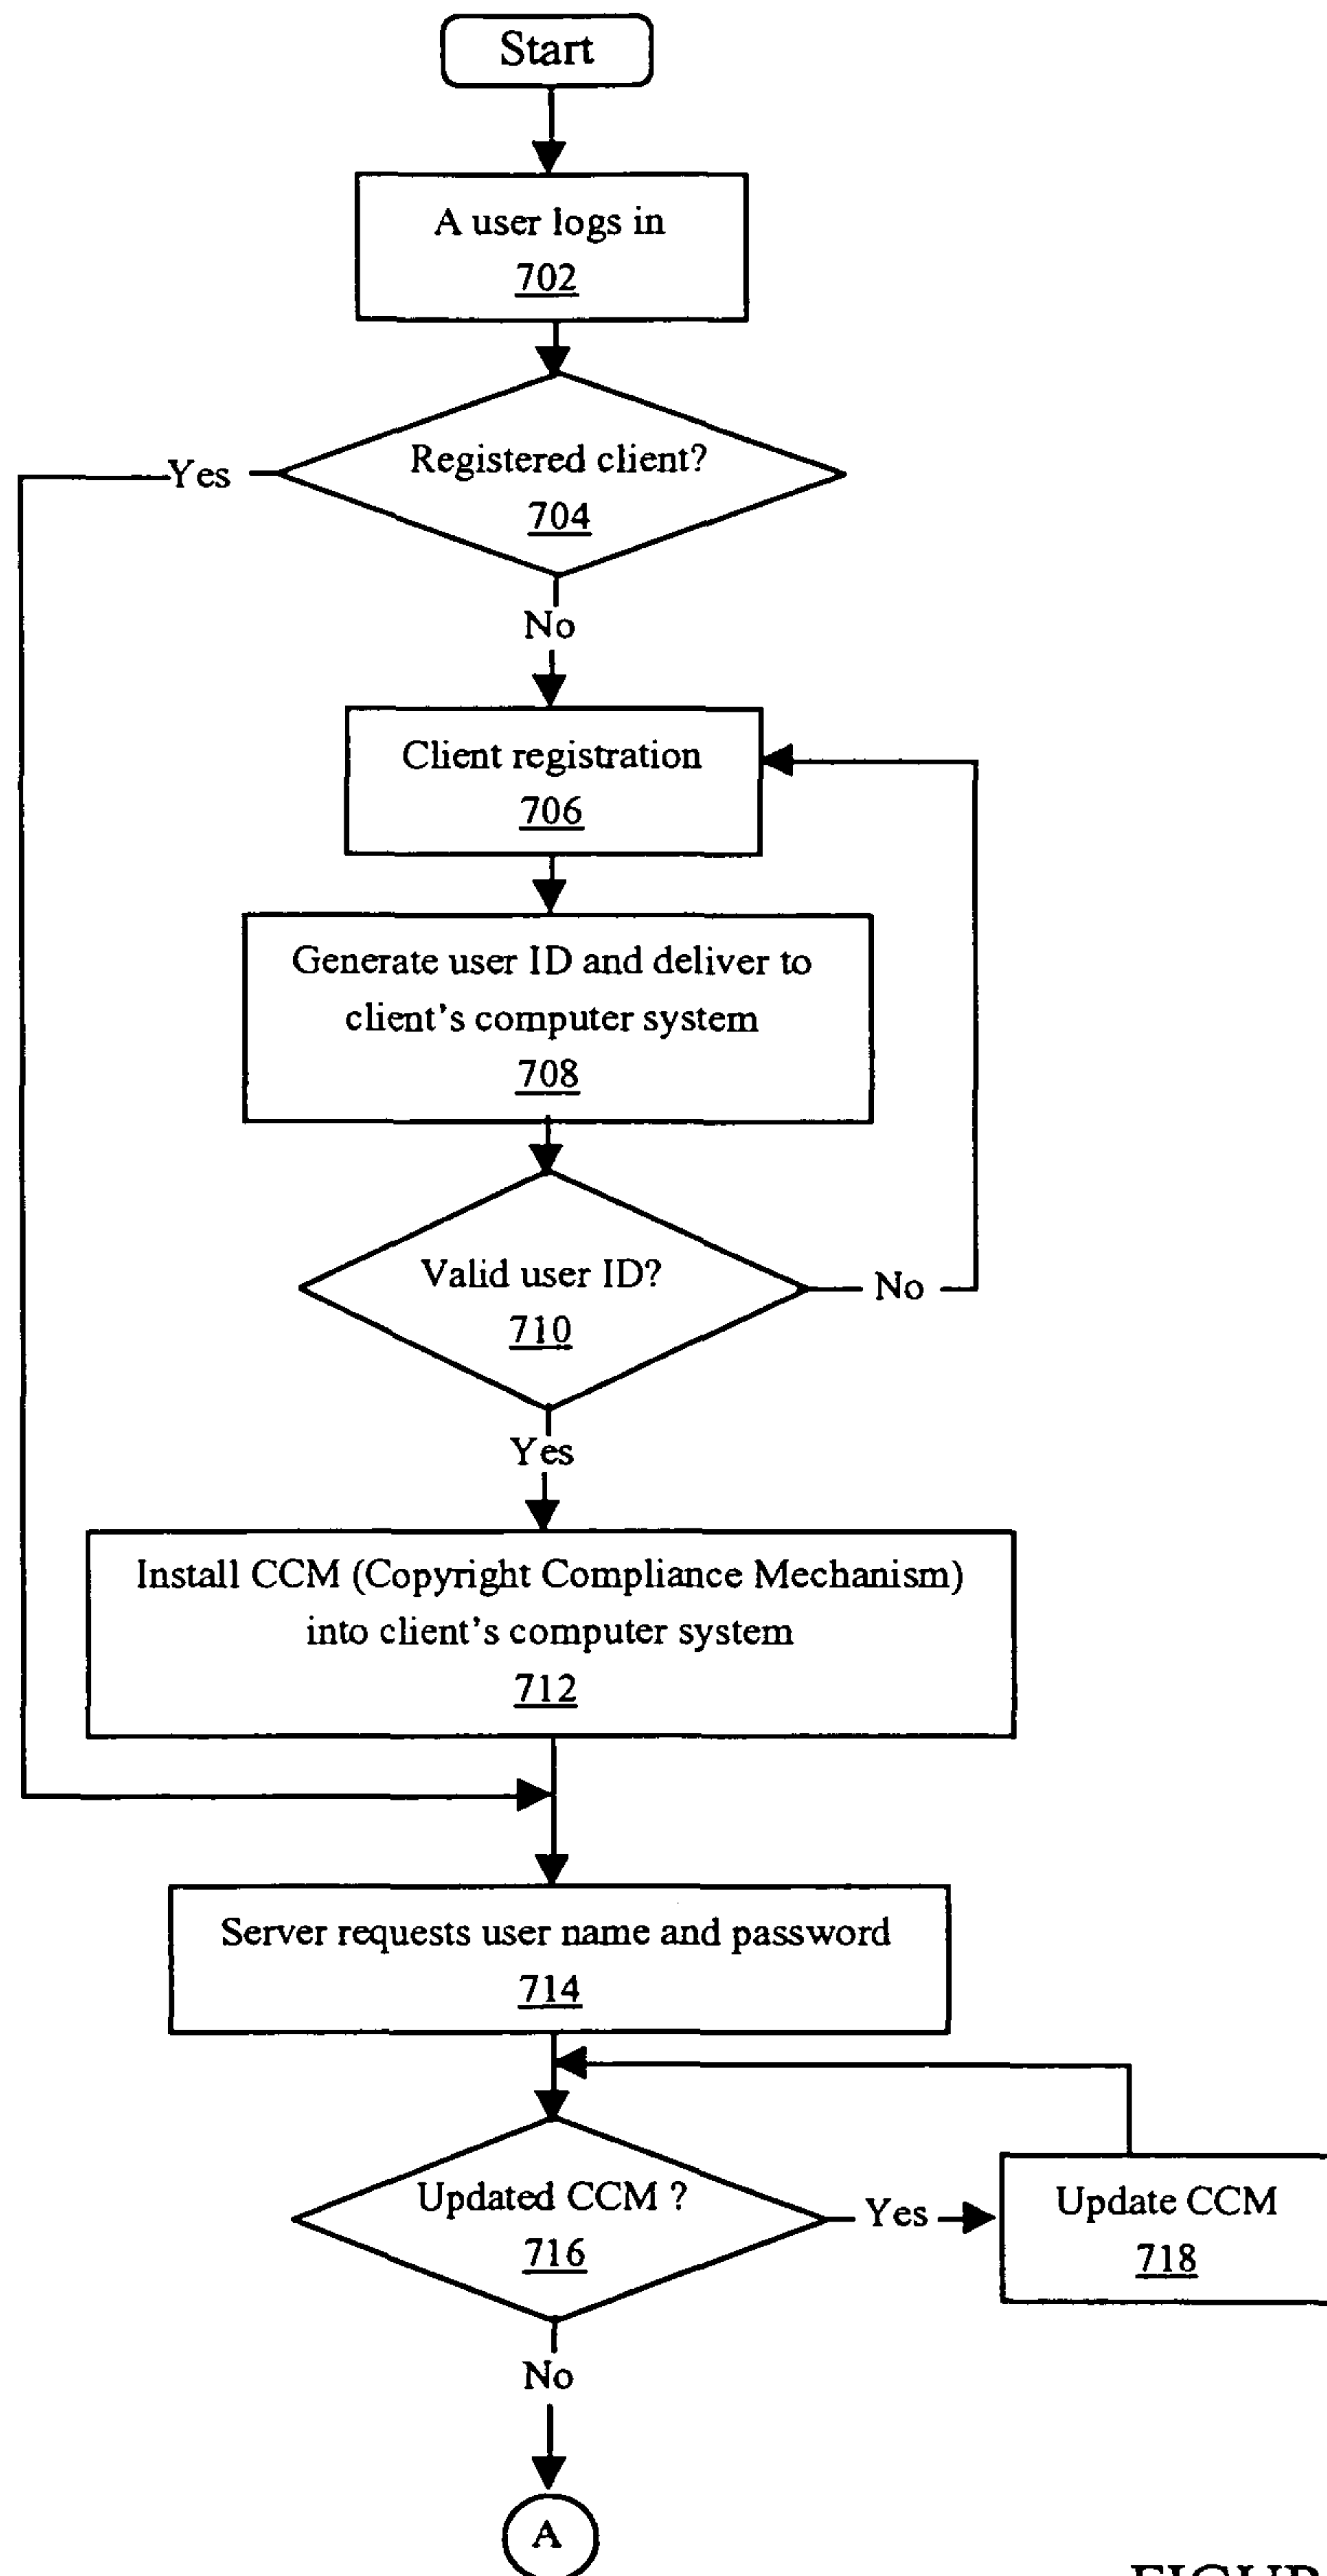 Start
A user logs in
702
Registered client?
704
Yes
No
Client registration
706
Generate user ID and deliver to
client's computer system
708
Valid user ID?
710
No
Yes
Install CCM (Copyright Compliance Mechanism)
into client's computer system
712
Server requests user name and password
714
Updated CCM ?
716
Yes
Update CCM
718
No
A